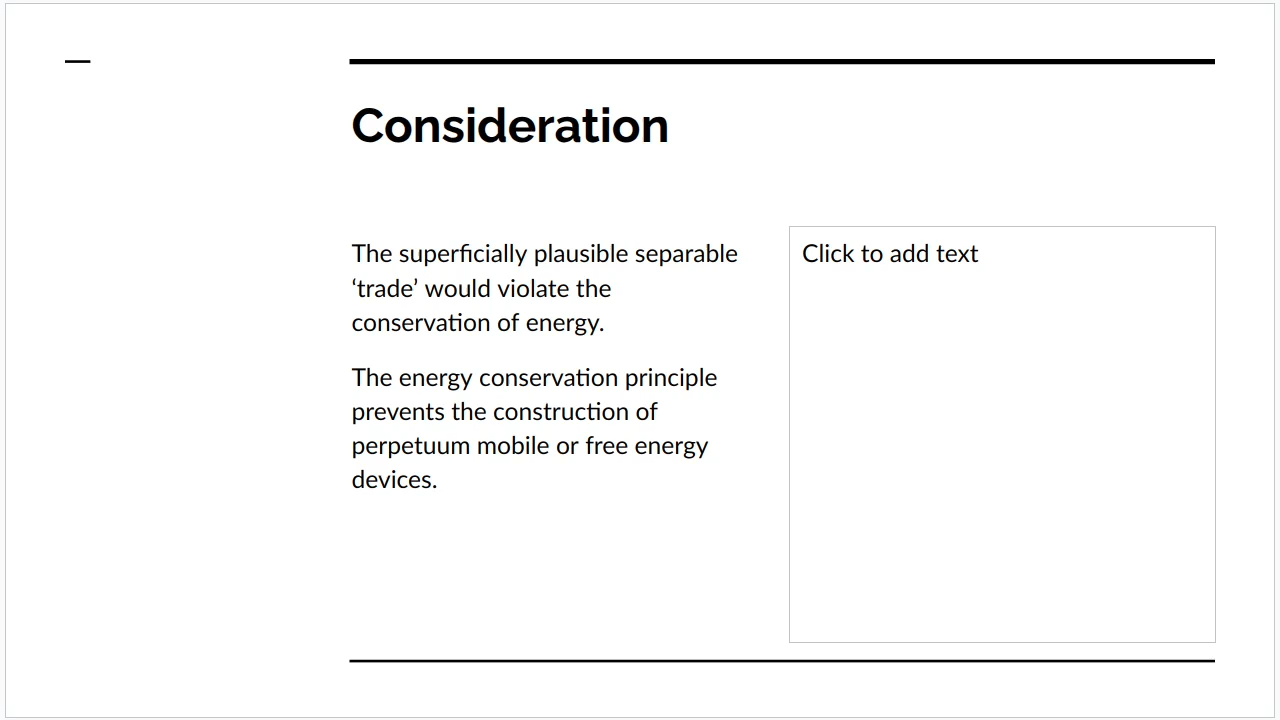 Consideration
The superficially plausible separable
‘trade’ would violate the
conservation of energy.
The energy conservation principle
prevents the construction of
perpetuum mobile or free energy
devices.
Click to add text